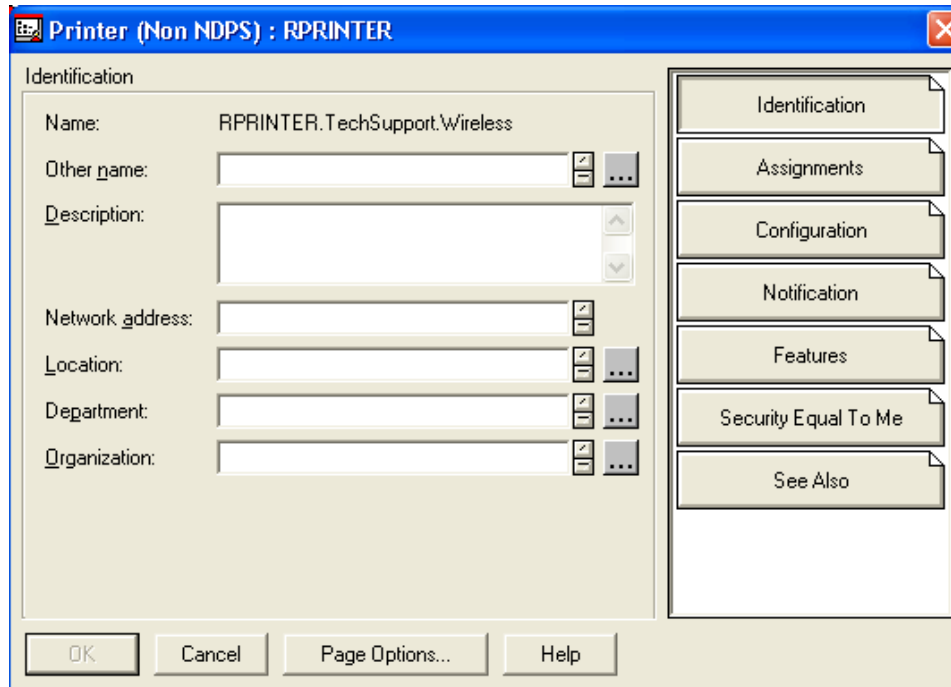 Printer (Non NDPS) : RPRINTER
Identification
Name: RPRINTER.TechSupport.Wireless
Other name: ...
Description:
Network address:
Location: ...
Department: ...
Organization: ...
Identification
Assignments
Configuration
Notification
Features
Security Equal To Me
See Also
OK Cancel Page Options... Help